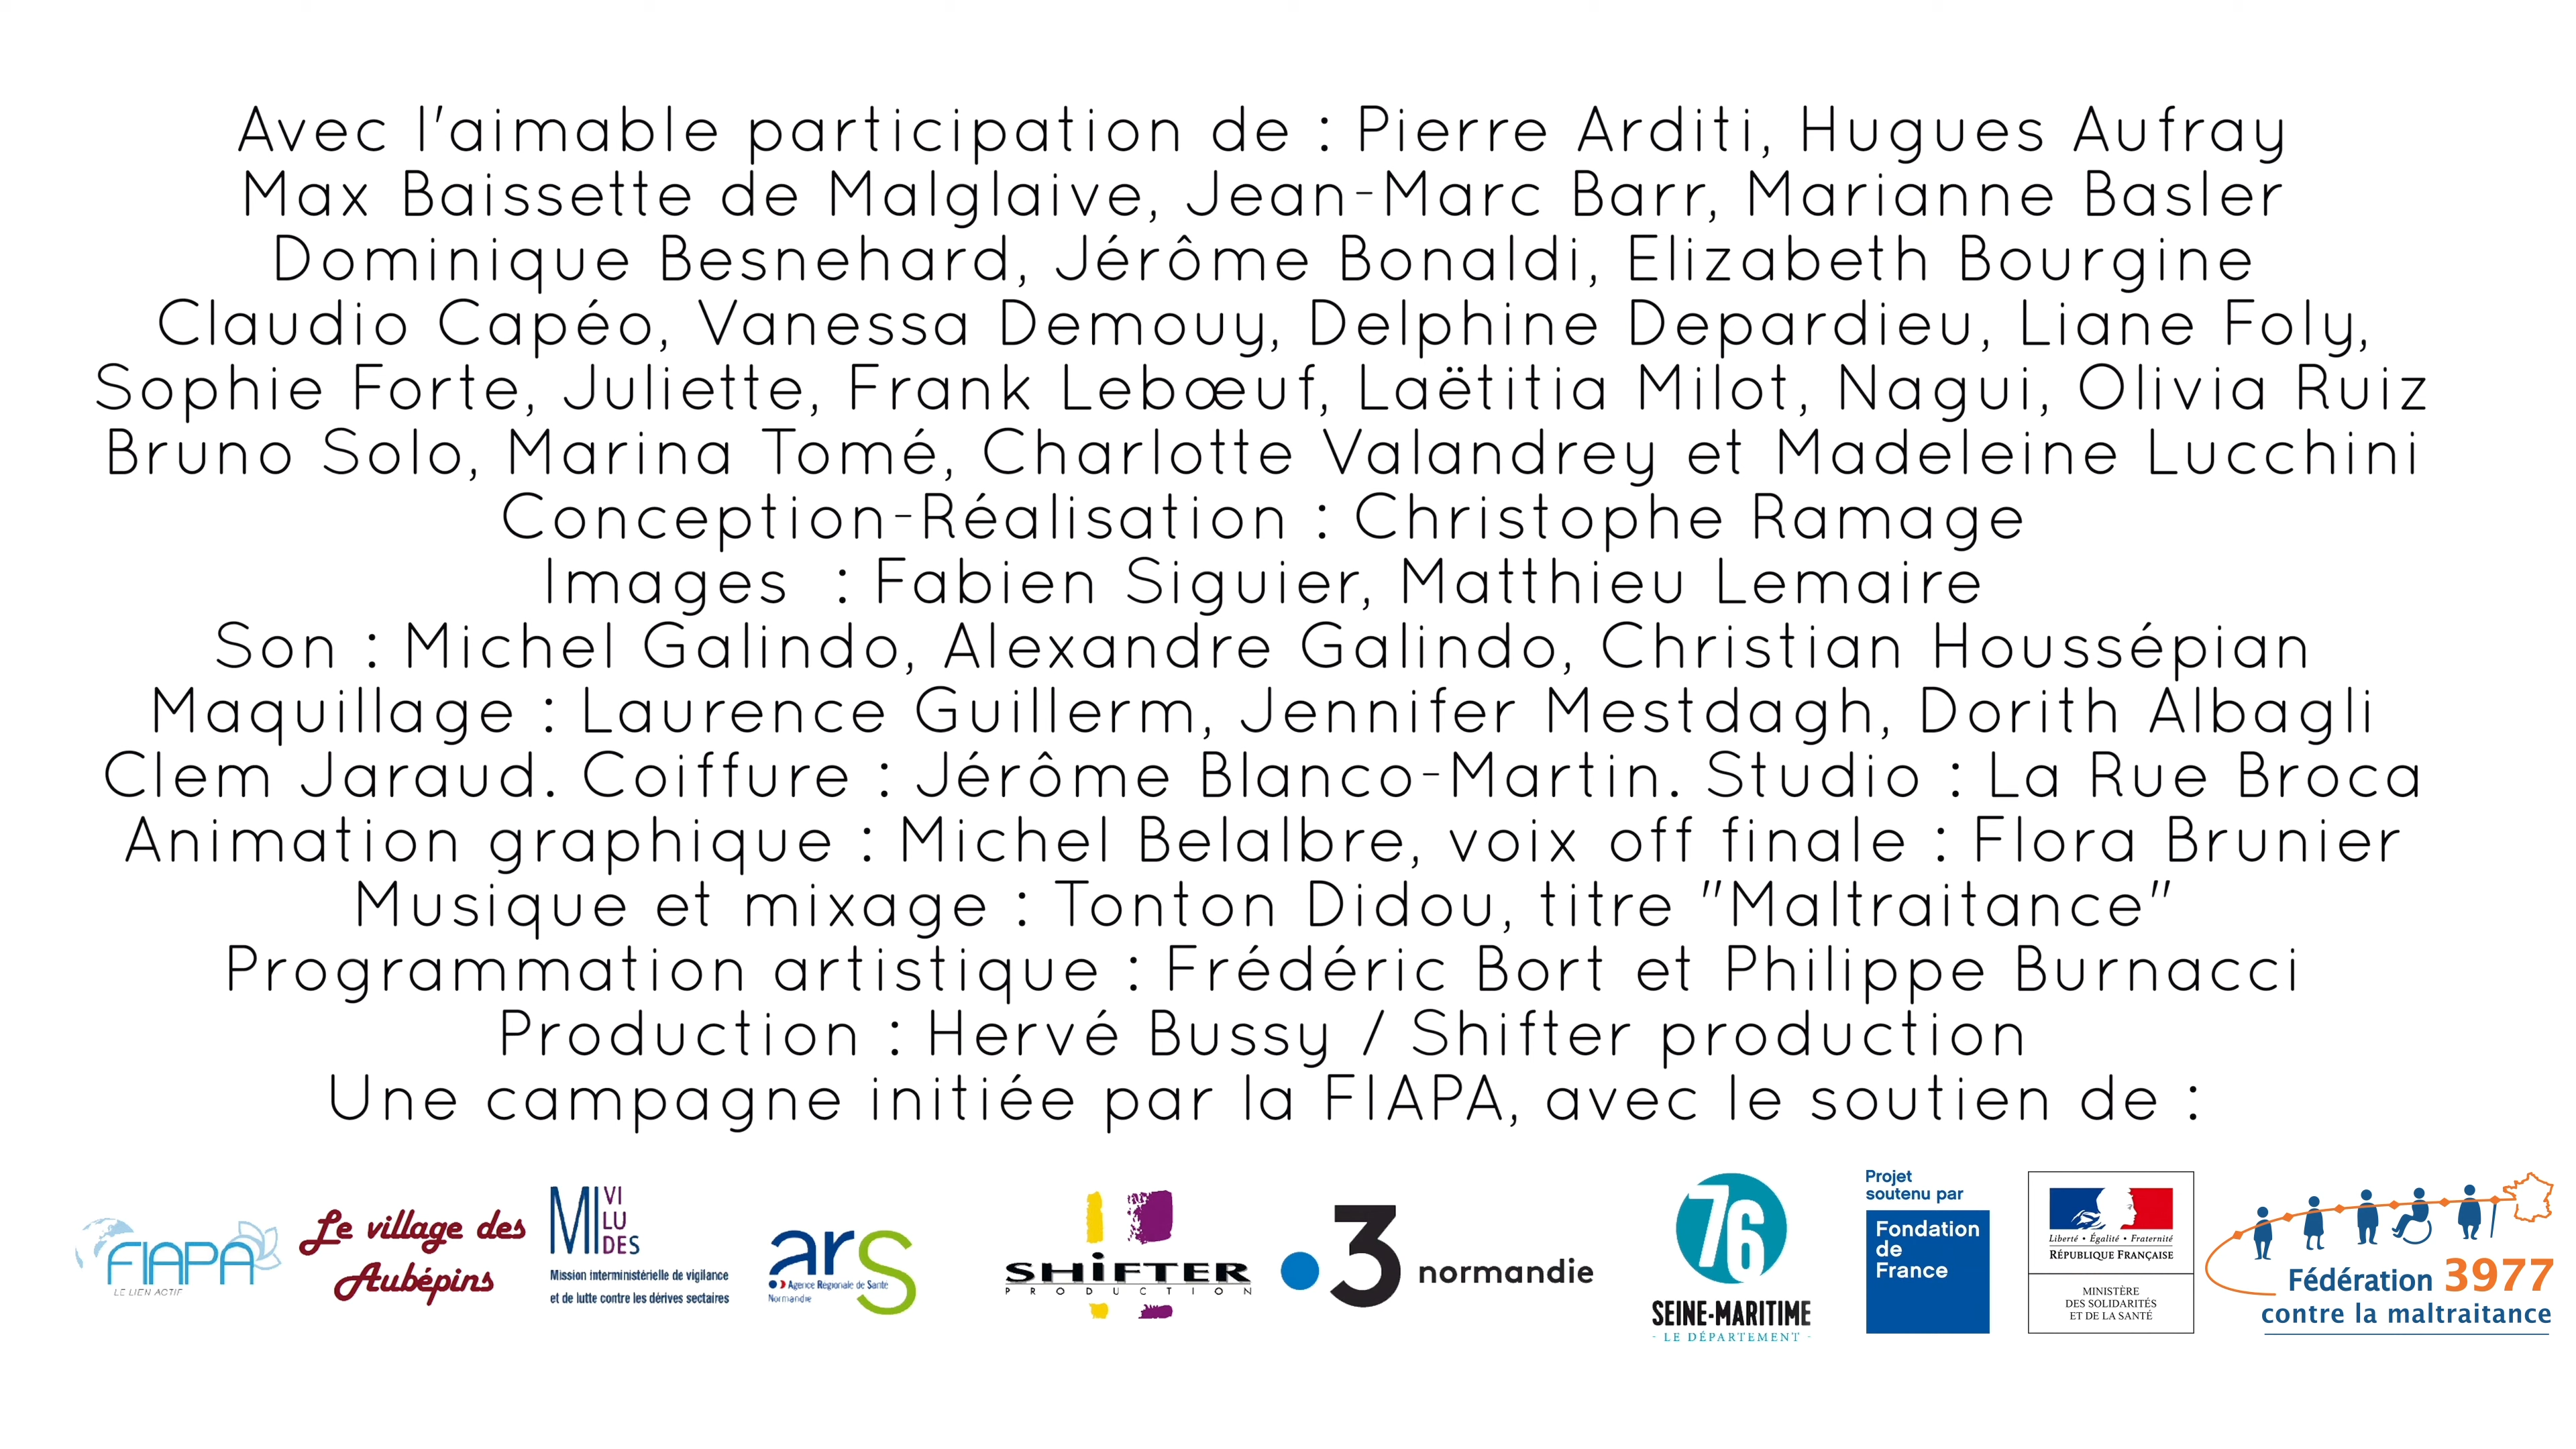 Avec l'aimable participation de : Pierre Arditi, Hugues Aufray
Max Baissette de Malglaive, Jean-Marc Barr, Marianne Basler
Dominique Besnehard, Jérôme Bonaldi, Elizabeth Bourgine
Claudio Capéo, Vanessa Demouy, Delphine Depardieu, Liane Foly,
Sophie Forte, Juliette, Frank Lebœuf, Laëtitia Milot, Nagui, Olivia Ruiz
Bruno Solo, Marina Tomé, Charlotte Valandrey et Madeleine Lucchini
Conception-Réalisation : Christophe Ramage
Images : Fabien Siguier, Matthieu Lemaire
Son : Michel Galindo, Alexandre Galindo, Christian Houssépian
Maquillage : Laurence Guillerm, Jennifer Mestdagh, Dorith Albagli
Clem Jaraud. Coiffure : Jérôme Blanco-Martin. Studio : La Rue Broca
Animation graphique : Michel Belalbre, voix off finale : Flora Brunier
Musique et mixage : Tonton Didou, titre "Maltraitance"
Programmation artistique : Frédéric Bort et Philippe Burnacci
Production : Hervé Bussy / Shifter production
Une campagne initiée par la FIAPA, avec le soutien de :
FIAPA
LE LIEN ACTIF
Le village des
Aubépins
MIVILUDES
Mission interministérielle de vigilance
et de lutte contre les dérives sectaires
ars
Agence Régionale de Santé
Normandie
SHiFTER
PRODUCTION
3 normandie
76
SEINE-MARITIME
- LE DÉPARTEMENT -
Projet
soutenu par
Fondation
de
France
Liberté • Égalité • Fraternité
RÉPUBLIQUE FRANÇAISE
MINISTÈRE
DES SOLIDARITÉS
ET DE LA SANTÉ
Fédération 3977
contre la maltraitance